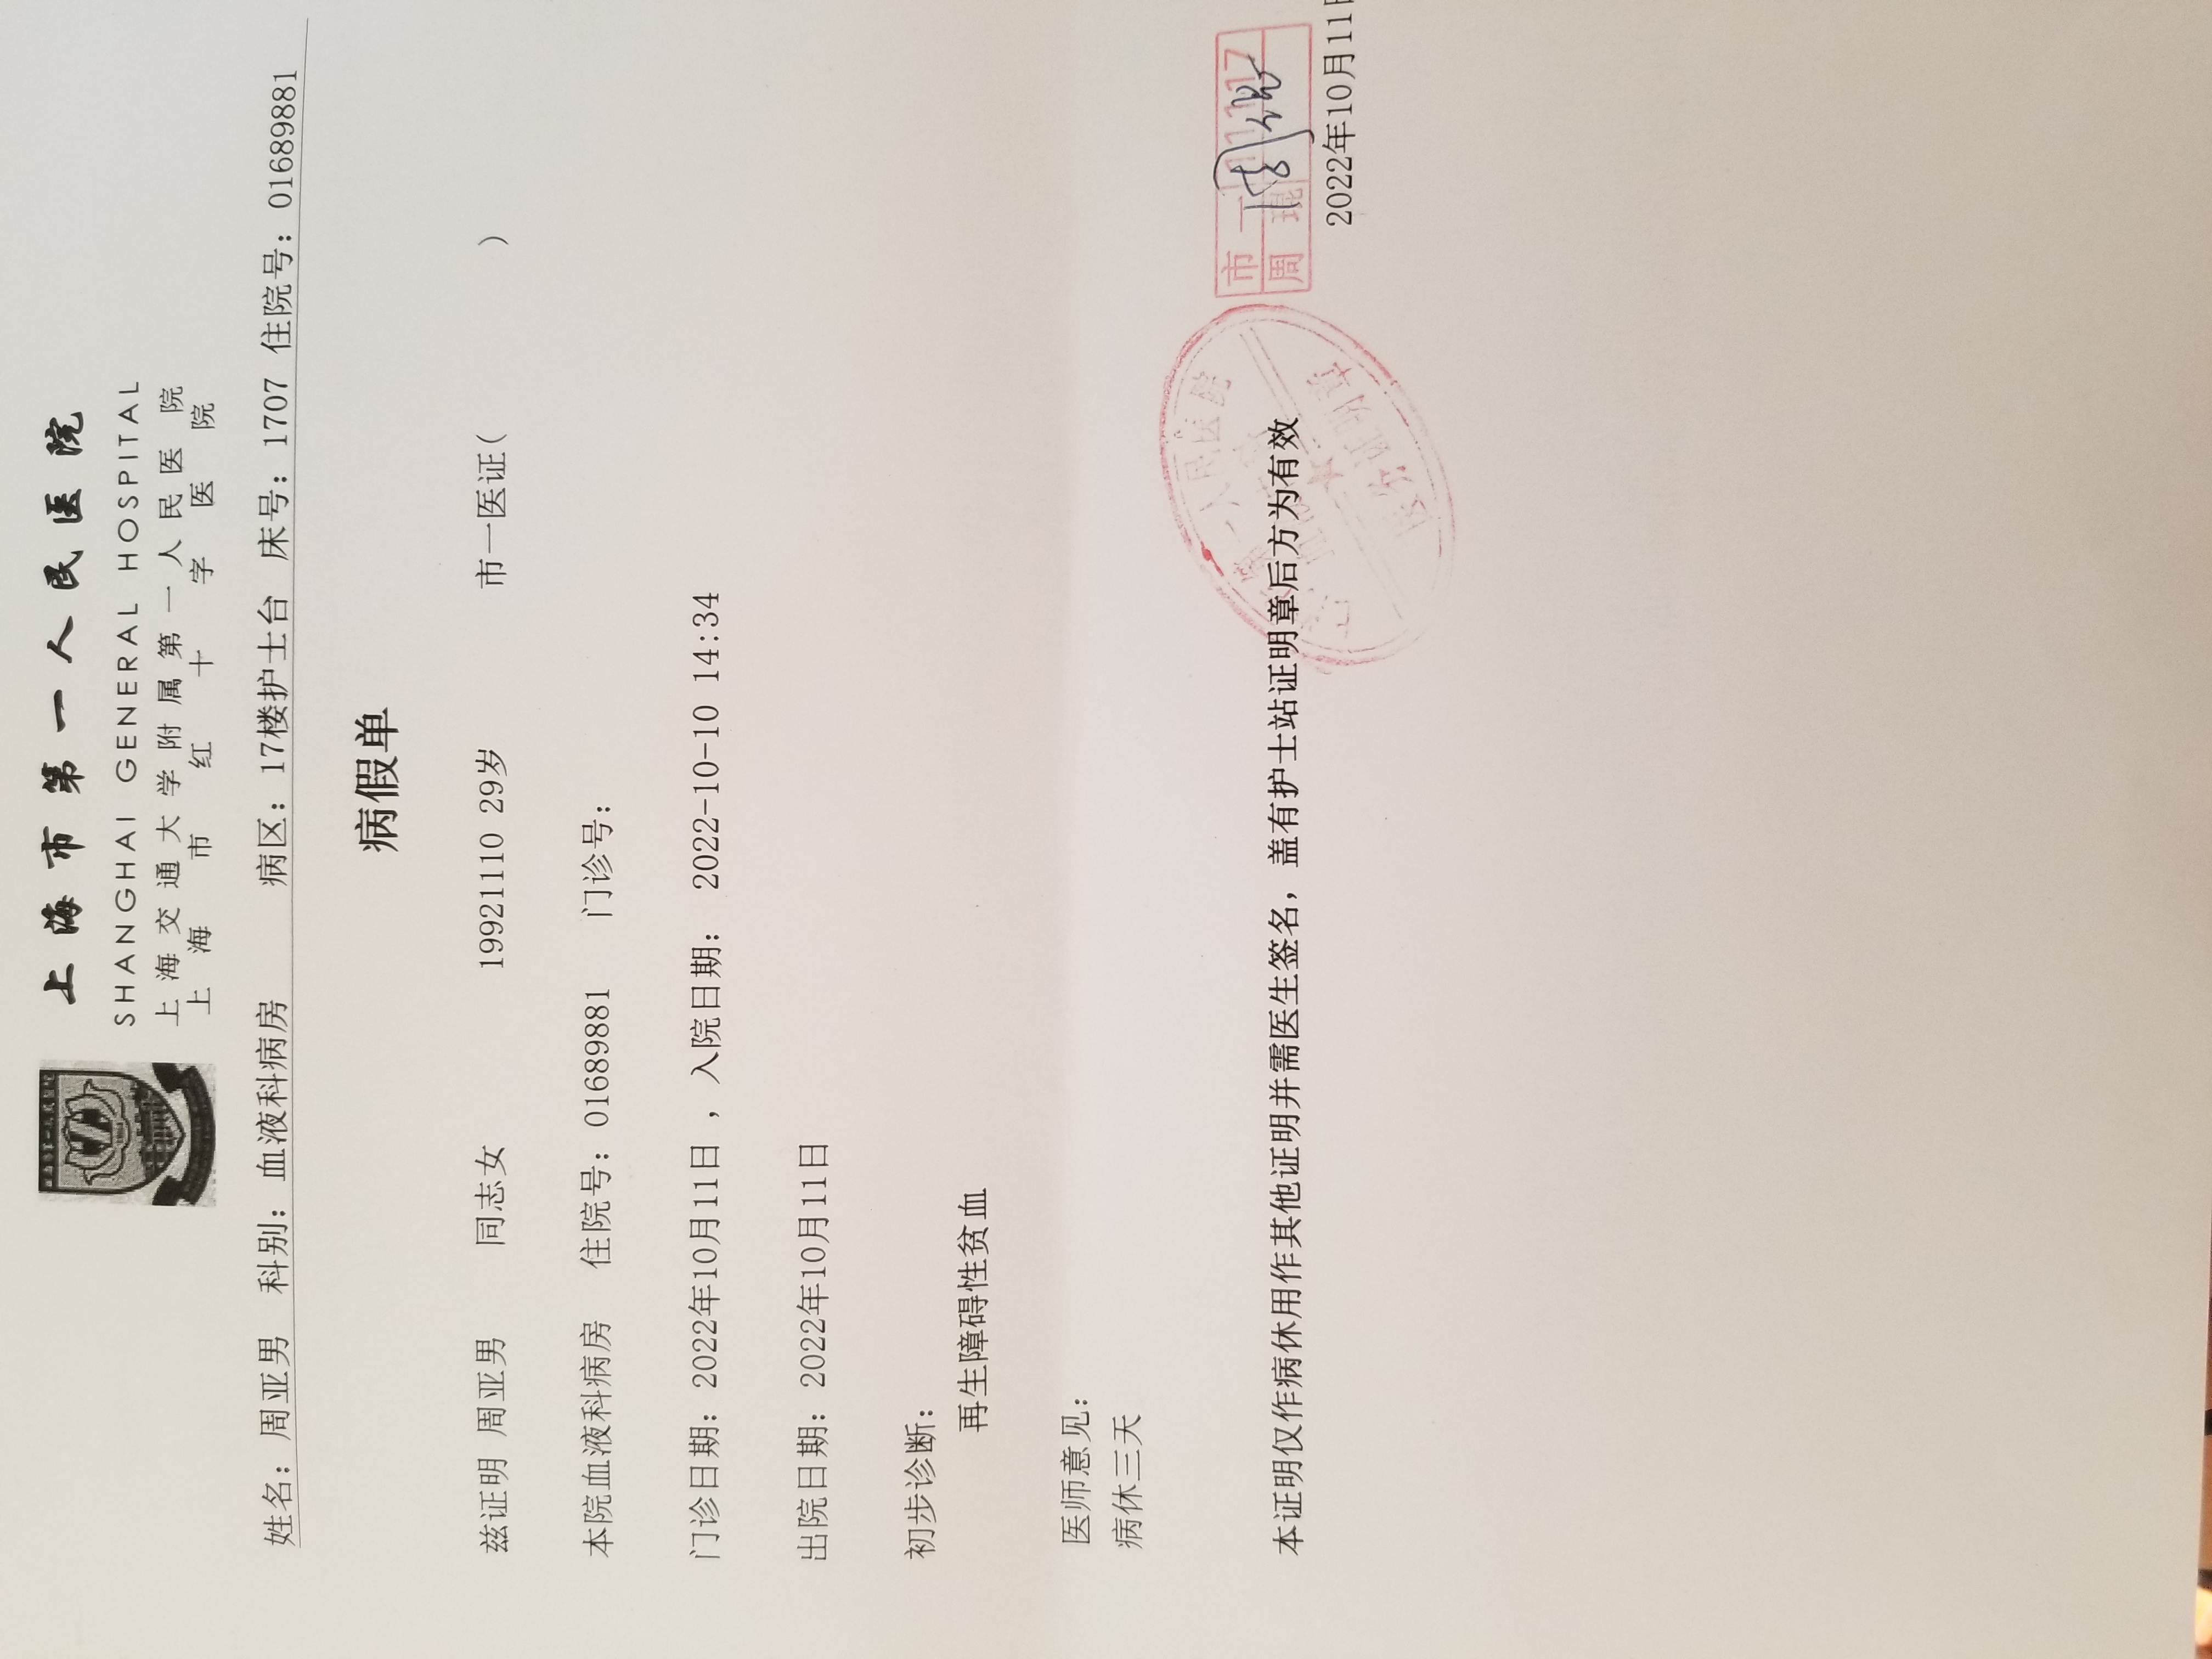 上海市第一人民医院
SHANGHAI GENERAL HOSPITAL
上海交通大学附属第一人民医院
上海市红十字医院
姓名：周亚男 科别：血液科病房 病区：17楼护士台 床号：1707 住院号：01689881
病假单
兹证明 周亚男 同志女 19921110 29岁 市一医证( )
本院血液科病房 住院号：01689881 门诊号：
门诊日期：2022年10月11日 ，入院日期： 2022-10-10 14:34
出院日期：2022年10月11日
初步诊断：
再生障碍性贫血
医师意见：
病休三天
第一人民医院
医务证明章
市一
周琨
本证明仅作病休用作其他证明并需医生签名，盖有护士站证明章后方为有效
2022年10月11日